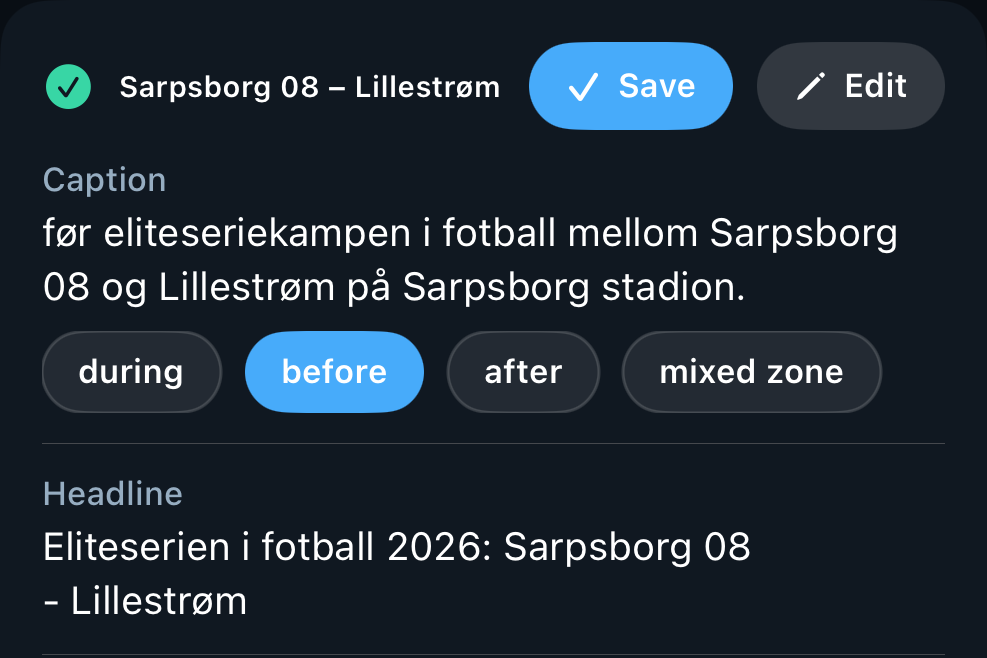 Sarpsborg 08 – Lillestrøm Save Edit
Caption
før eliteseriekampen i fotball mellom Sarpsborg
08 og Lillestrøm på Sarpsborg stadion.
during before after mixed zone
Headline
Eliteserien i fotball 2026: Sarpsborg 08
- Lillestrøm